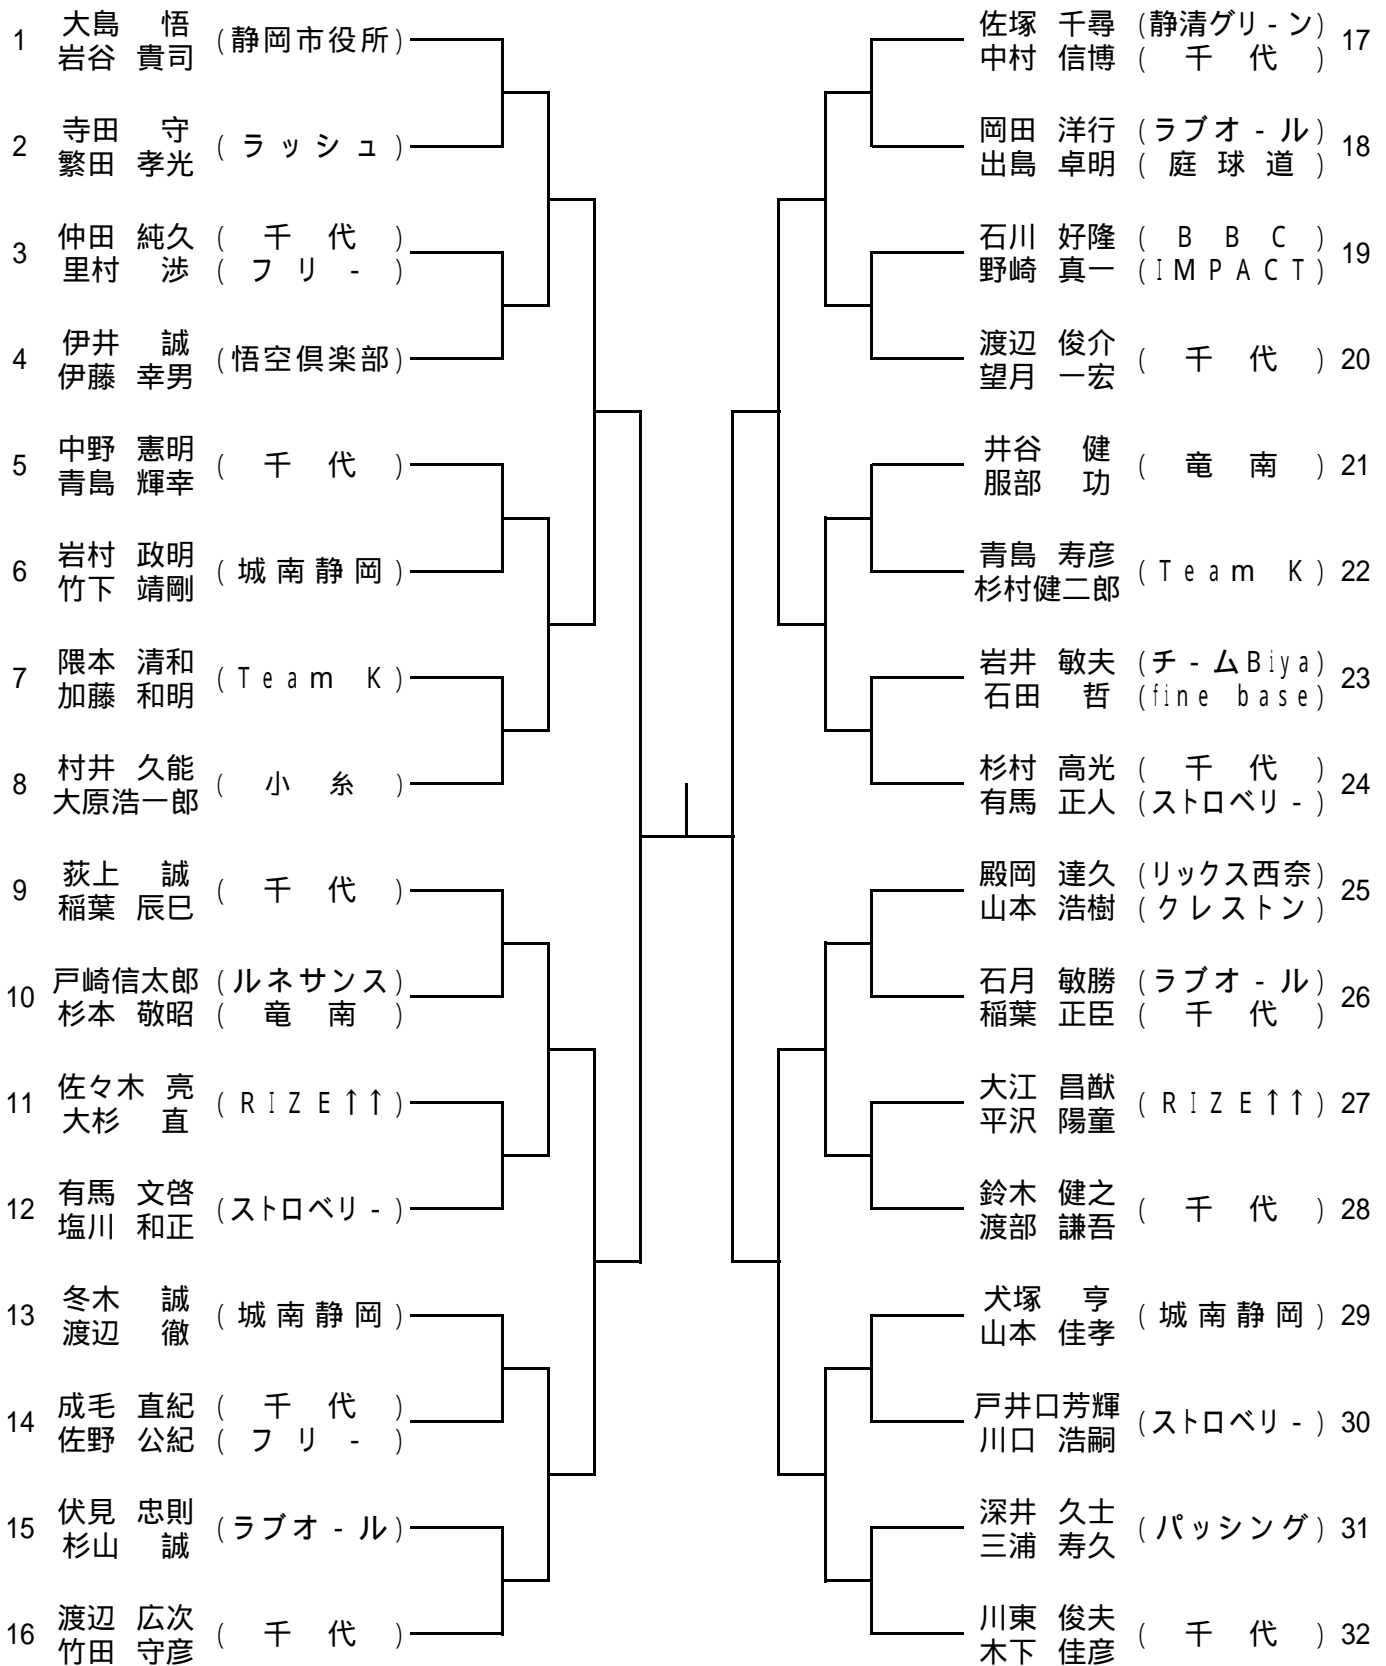 1 大島 悟 (静岡市役所)
岩谷 貴司
2 寺田 守 (ラッシュ)
繁田 孝光
3 仲田 純久 (千代)
里村 渉 (フリ-)
4 伊井 誠 (悟空倶楽部)
伊藤 幸男
5 中野 憲明 (千代)
青島 輝幸
6 岩村 政明 (城南静岡)
竹下 靖剛
7 隈本 清和 (Team K)
加藤 和明
8 村井 久能 (小糸)
大原浩一郎
9 荻上 誠 (千代)
稲葉 辰巳
10 戸崎信太郎 (ルネサンス)
杉本 敬昭 (竜南)
11 佐々木 亮 (RIZE↑↑)
大杉 直
12 有馬 文啓 (ストロベリ-)
塩川 和正
13 冬木 誠 (城南静岡)
渡辺 徹
14 成毛 直紀 (千代)
佐野 公紀 (フリ-)
15 伏見 忠則 (ラブオ-ル)
杉山 誠
16 渡辺 広次 (千代)
竹田 守彦
佐塚 千尋 (静清グリ-ン) 17
中村 信博 (千代)
岡田 洋行 (ラブオ-ル) 18
出島 卓明 (庭球道)
石川 好隆 (BBC) 19
野崎 真一 (IMPACT)
渡辺 俊介 (千代) 20
望月 一宏
井谷 健 (竜南) 21
服部 功
青島 寿彦 (Team K) 22
杉村健二郎
岩井 敏夫 (チ-ムBiya) 23
石田 哲 (fine base)
杉村 高光 (千代) 24
有馬 正人 (ストロベリ-)
殿岡 達久 (リックス西奈) 25
山本 浩樹 (クレストン)
石月 敏勝 (ラブオ-ル) 26
稲葉 正臣 (千代)
大江 昌猷 (RIZE↑↑) 27
平沢 陽童
鈴木 健之 (千代) 28
渡部 謙吾
犬塚 亨 (城南静岡) 29
山本 佳孝
戸井口芳輝 (ストロベリ-) 30
川口 浩嗣
深井 久士 (パッシング) 31
三浦 寿久
川東 俊夫 (千代) 32
木下 佳彦